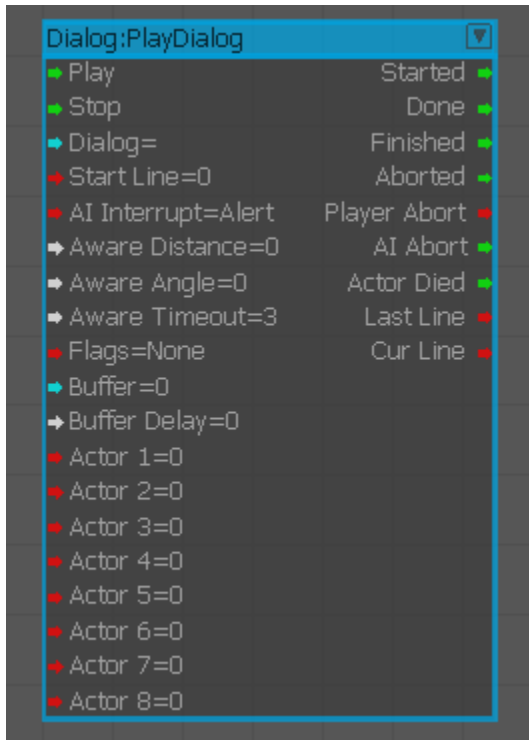 Dialog:PlayDialog
Play Started
Stop Done
Dialog= Finished
Start Line=0 Aborted
AI Interrupt=Alert Player Abort
Aware Distance=0 AI Abort
Aware Angle=0 Actor Died
Aware Timeout=3 Last Line
Flags=None Cur Line
Buffer=0
Buffer Delay=0
Actor 1=0
Actor 2=0
Actor 3=0
Actor 4=0
Actor 5=0
Actor 6=0
Actor 7=0
Actor 8=0